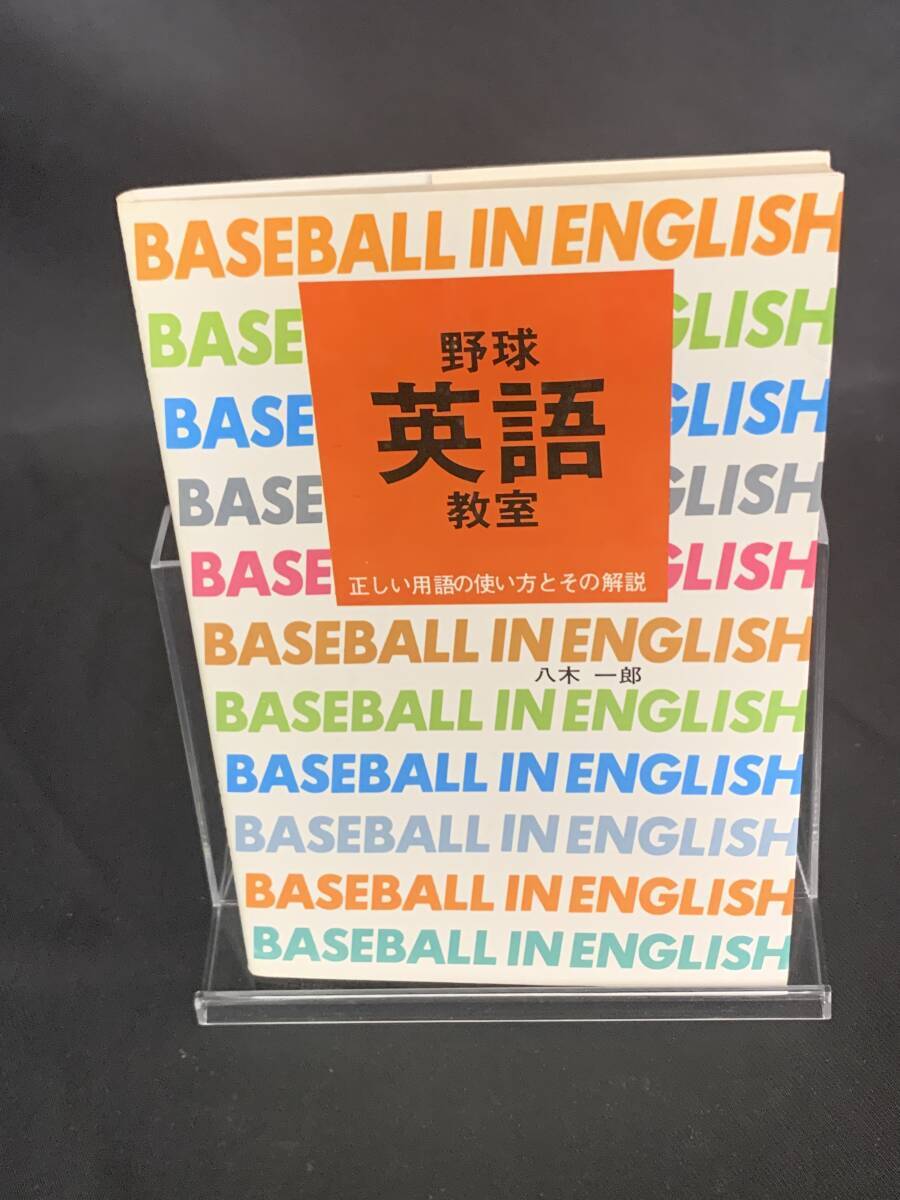 BASEBALL IN ENGLISH
BASE GLISH
BASE GLISH
BASE GLISH
BASE GLISH
野球
英語
教室
正しい用語の使い方とその解説
BASEBALL IN ENGLISH
八木 一郎
BASEBALL IN ENGLISH
BASEBALL IN ENGLISH
BASEBALL IN ENGLISH
BASEBALL IN ENGLISH
BASEBALL IN ENGLISH